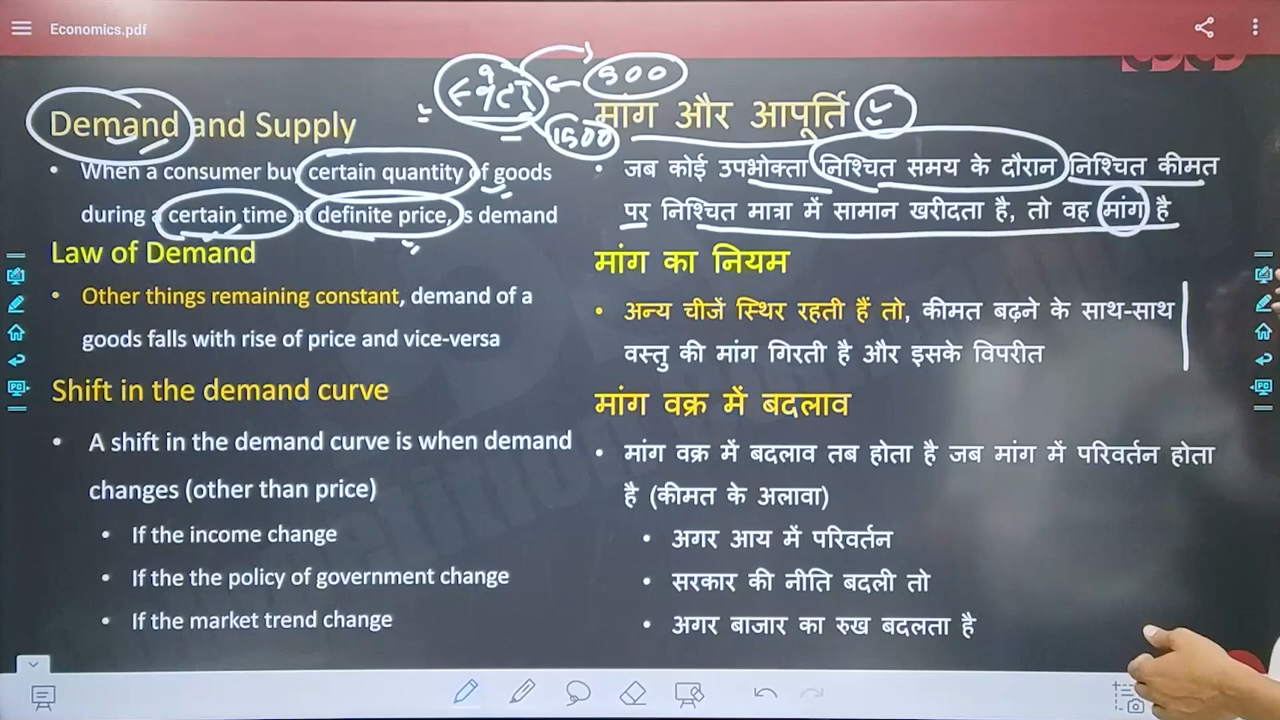 Economics.pdf
500
1500
Demand and Supply
When a consumer buy certain quantity of goods
during a certain time at definite price, is demand
Law of Demand
Other things remaining constant, demand of a
goods falls with rise of price and vice-versa
Shift in the demand curve
A shift in the demand curve is when demand
changes (other than price)
If the income change
If the the policy of government change
If the market trend change
मांग और आपूर्ति
जब कोई उपभोक्ता निश्चित समय के दौरान निश्चित कीमत
पर निश्चित मात्रा में सामान खरीदता है, तो वह मांग है
मांग का नियम
अन्य चीजें स्थिर रहती हैं तो, कीमत बढ़ने के साथ-साथ
वस्तु की मांग गिरती है और इसके विपरीत
मांग वक्र में बदलाव
मांग वक्र में बदलाव तब होता है जब मांग में परिवर्तन होता
है (कीमत के अलावा)
अगर आय में परिवर्तन
सरकार की नीति बदली तो
अगर बाजार का रुख बदलता है